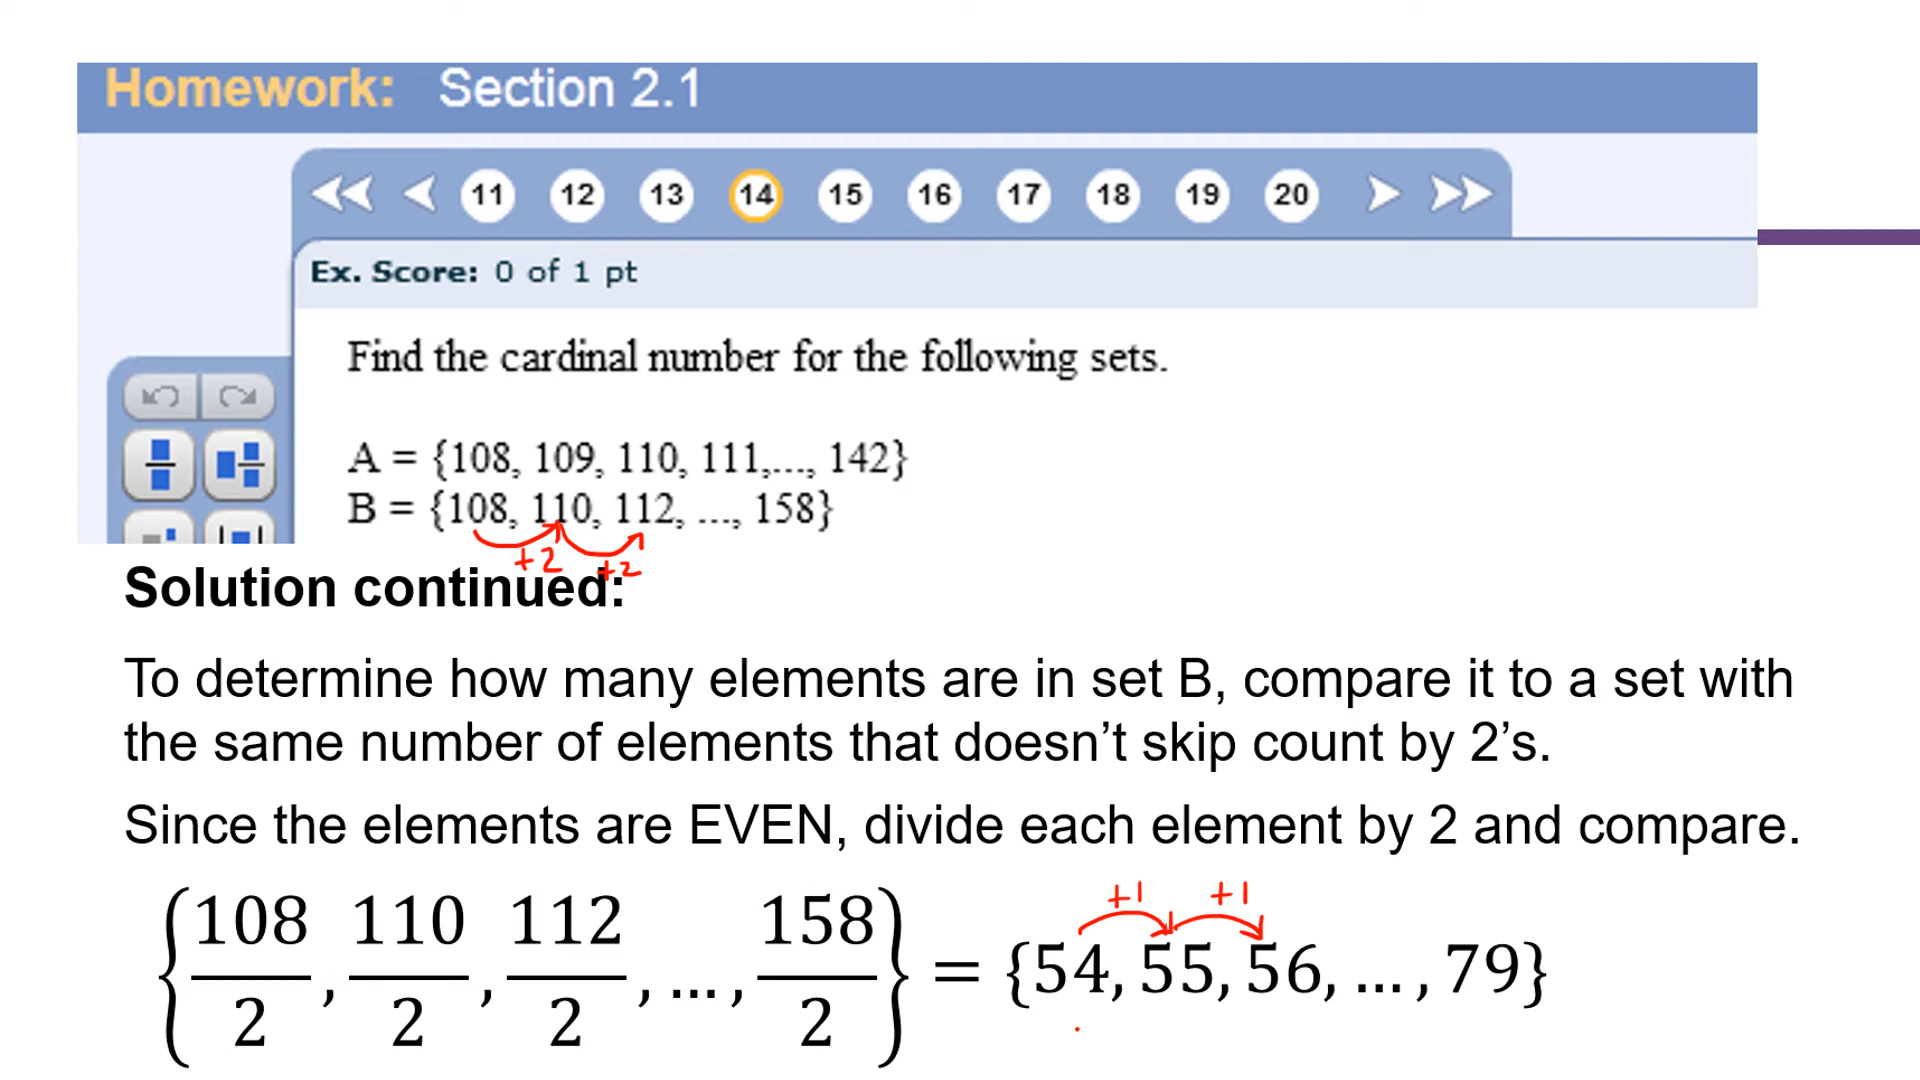 Homework: Section 2.1
11 12 13 14 15 16 17 18 19 20
Ex. Score: 0 of 1 pt
Find the cardinal number for the following sets.
A = {108, 109, 110, 111,..., 142}
B = {108, 110, 112, ..., 158}
+2 +2
Solution continued:
To determine how many elements are in set B, compare it to a set with
the same number of elements that doesn’t skip count by 2’s.
Since the elements are EVEN, divide each element by 2 and compare.
+1 +1
{108/2, 110/2, 112/2, ..., 158/2} = {54, 55, 56, ..., 79}